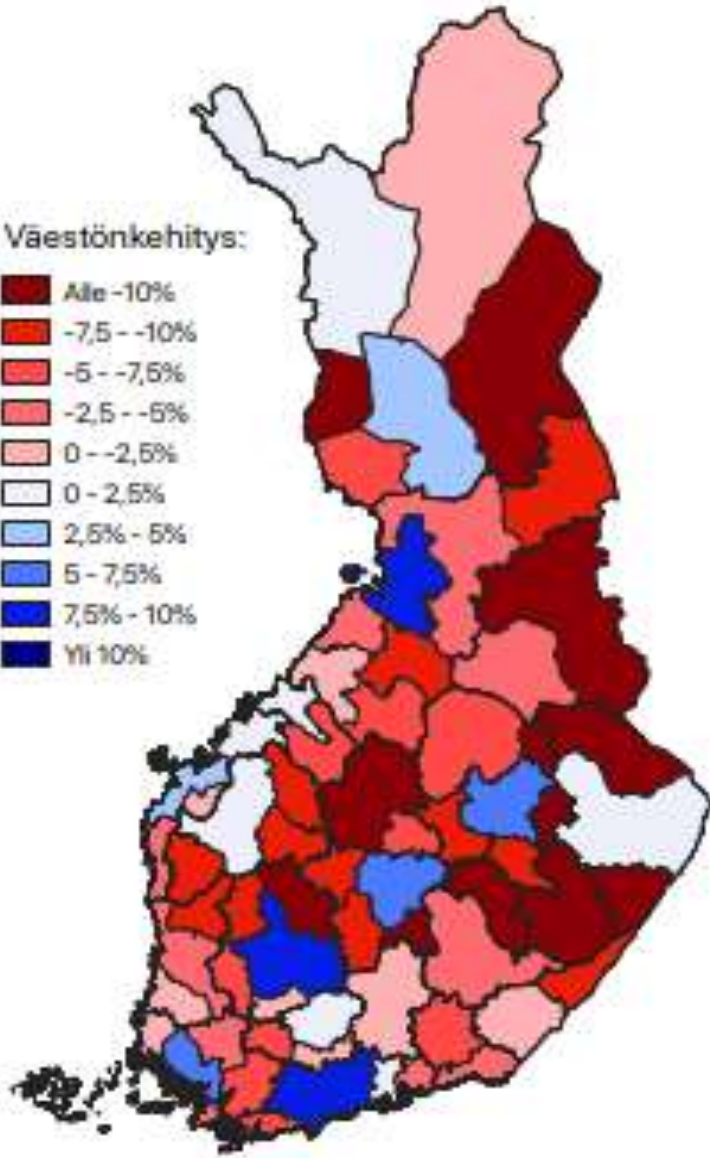 Väestönkehitys:
Alle -10%
-7,5 - -10%
-5 - -7,5%
-2,5 - -5%
0 - -2,5%
0 - 2,5%
2,5% - 5%
5 - 7,5%
7,5% - 10%
Yli 10%